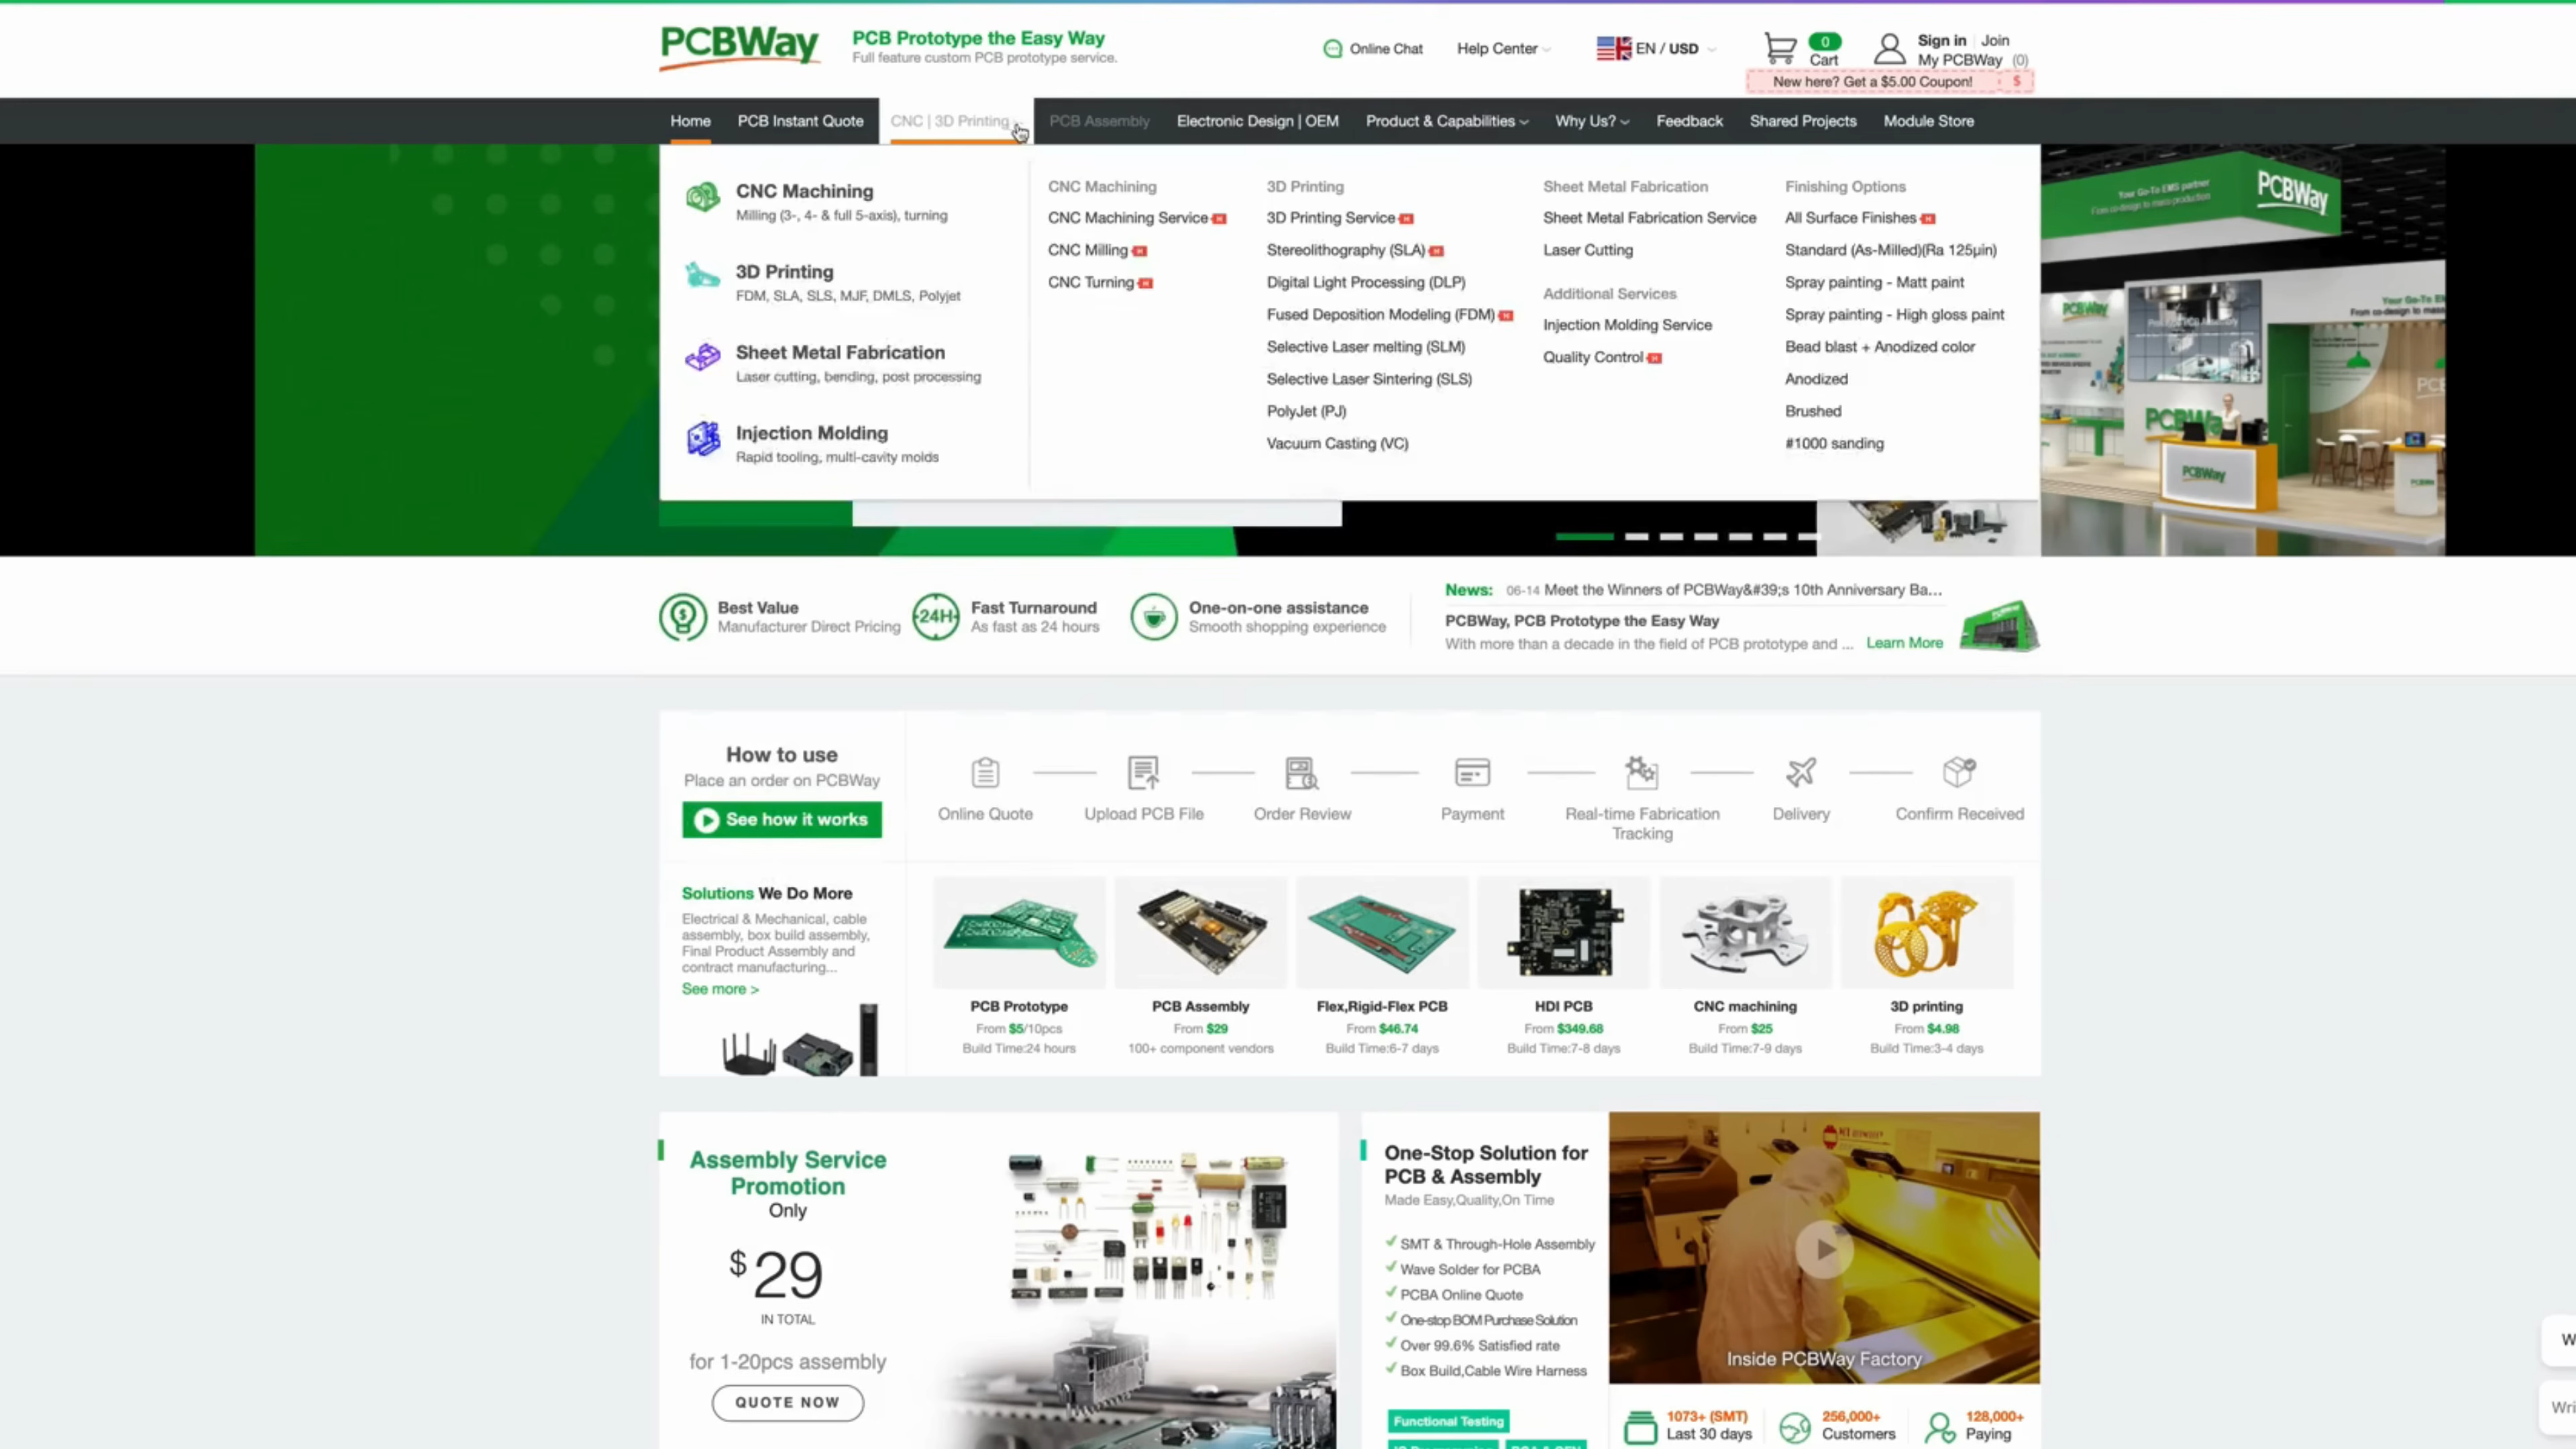 PCBWay
PCB Prototype the Easy Way
Full feature custom PCB prototype service.
Online Chat
Help Center
EN / USD
0
Cart
Sign in
Join
My PCBWay (0)
New here? Get a $5.00 Coupon!
$
Home
PCB Instant Quote
CNC | 3D Printing
PCB Assembly
Electronic Design | OEM
Product & Capabilities
Why Us?
Feedback
Shared Projects
Module Store
CNC Machining
Milling (3-, 4- & full 5-axis), turning
3D Printing
FDM, SLA, SLS, MJF, DMLS, Polyjet
Sheet Metal Fabrication
Laser cutting, bending, post processing
Injection Molding
Rapid tooling, multi-cavity molds
CNC Machining
CNC Machining Service
CNC Milling
CNC Turning
3D Printing
3D Printing Service
Stereolithography (SLA)
Digital Light Processing (DLP)
Fused Deposition Modeling (FDM)
Selective Laser melting (SLM)
Selective Laser Sintering (SLS)
PolyJet (PJ)
Vacuum Casting (VC)
Sheet Metal Fabrication
Sheet Metal Fabrication Service
Laser Cutting
Additional Services
Injection Molding Service
Quality Control
Finishing Options
All Surface Finishes
Standard (As-Milled)(Ra 125µin)
Spray painting - Matt paint
Spray painting - High gloss paint
Bead blast + Anodized color
Anodized
Brushed
#1000 sanding
Your Go-To EMS partner
From co-design to mass-production
PCBWay
PCBWay
PCBWay
PCBWay
Best Value
Manufacturer Direct Pricing
24H
Fast Turnaround
As fast as 24 hours
One-on-one assistance
Smooth shopping experience
News: 06-14 Meet the Winners of PCBWay&#39;s 10th Anniversary Ba...
PCBWay, PCB Prototype the Easy Way
With more than a decade in the field of PCB prototype and ... Learn More
How to use
Place an order on PCBWay
See how it works
Online Quote
Upload PCB File
Order Review
Payment
Real-time Fabrication
Tracking
Delivery
Confirm Received
Solutions We Do More
Electrical & Mechanical, cable
assembly, box build assembly,
Final Product Assembly and
contract manufacturing...
See more >
PCB Prototype
From $5/10pcs
Build Time:24 hours
PCB Assembly
From $29
100+ component vendors
Flex,Rigid-Flex PCB
From $46.74
Build Time:6-7 days
HDI PCB
From $349.68
Build Time:7-8 days
CNC machining
From $25
Build Time:7-9 days
3D printing
From $4.98
Build Time:3-4 days
Assembly Service
Promotion
Only
$29
IN TOTAL
for 1-20pcs assembly
QUOTE NOW
One-Stop Solution for
PCB & Assembly
Made Easy,Quality,On Time
SMT & Through-Hole Assembly
Wave Solder for PCBA
PCBA Online Quote
One-stop BOM Purchase Solution
Over 99.6% Satisfied rate
Box Build,Cable Wire Harness
Functional Testing
Inside PCBWay Factory
1073+ (SMT)
Last 30 days
256,000+
Customers
128,000+
Paying
W
Wri